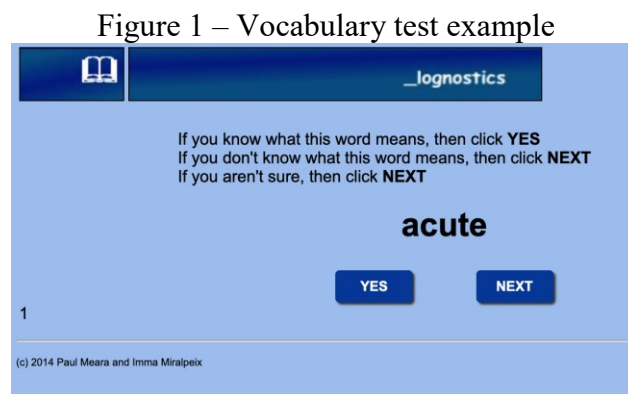 Figure 1 – Vocabulary test example
_lognostics
If you know what this word means, then click YES
If you don't know what this word means, then click NEXT
If you aren't sure, then click NEXT
acute
YES NEXT
1
(c) 2014 Paul Meara and Imma Miralpeix